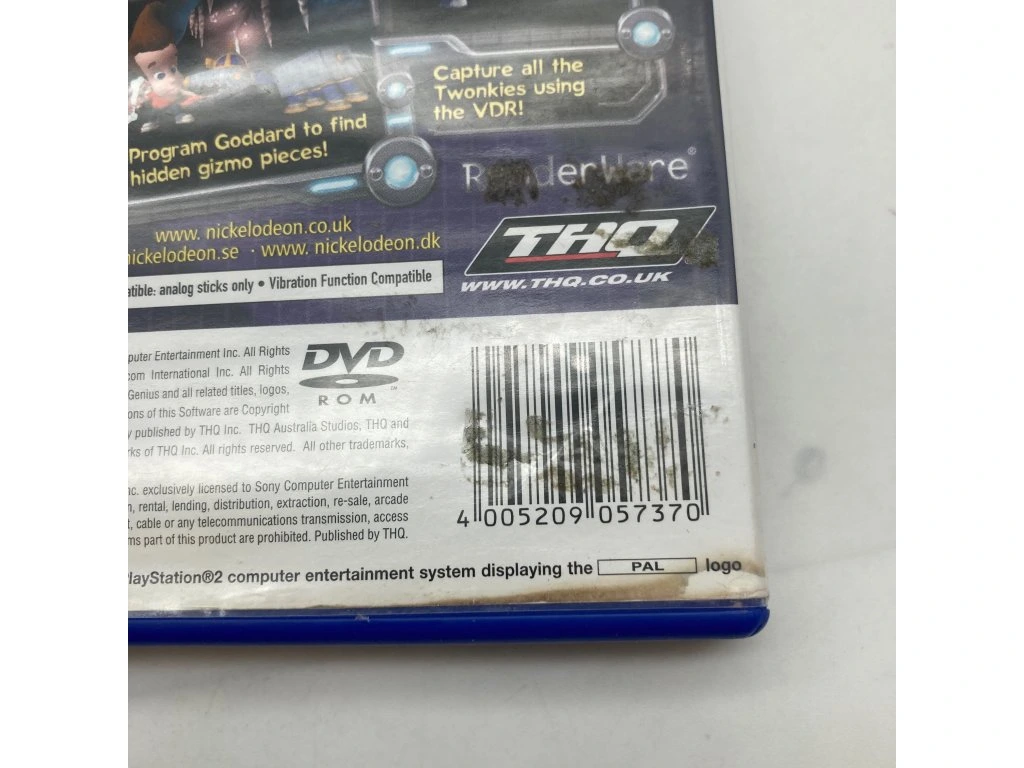 Capture all the
Twonkies using
the VDR!
Program Goddard to find
hidden gizmo pieces!
RenderWare®
www. nickelodeon.co.uk
nickelodeon.se · www. nickelodeon.dk
THQ
WWW.THQ.CO.UK
atible: analog sticks only • Vibration Function Compatible
puter Entertainment Inc. All Rights
com International Inc. All Rights
Genius and all related titles, logos,
ons of this Software are Copyright
y published by THQ Inc. THQ Australia Studios, THQ and
rks of THQ Inc. All rights reserved. All other trademarks,
DVD
ROM
nc. exclusively licensed to Sony Computer Entertainment
n, rental, lending, distribution, extraction, re-sale, arcade
t, cable or any telecommunications transmission, access
ms part of this product are prohibited. Published by THQ.
4 005209 057370
layStation®2 computer entertainment system displaying the PAL logo